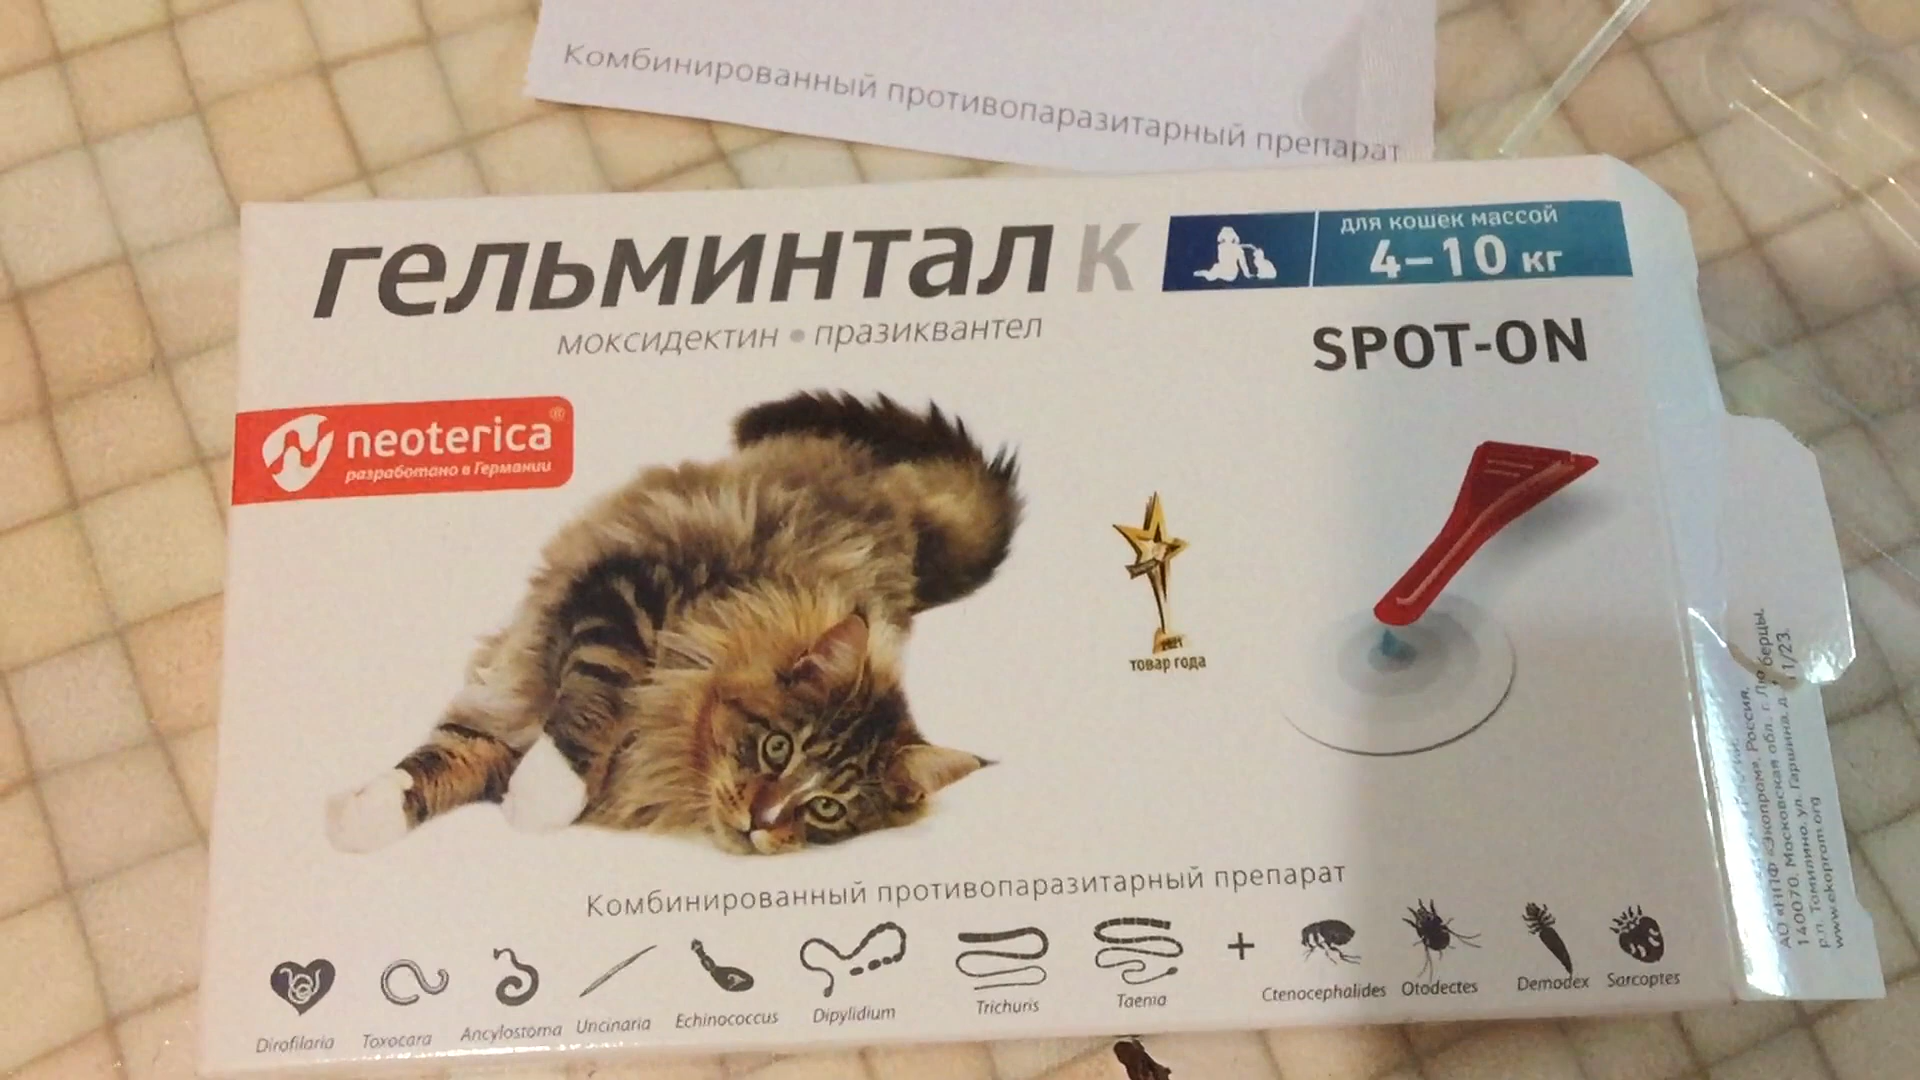 Комбинированный противопаразитарный препарат
гельминтал К
для кошек массой
4–10 кг
моксидектин • празиквантел
SPOT-ON
neoterica®
разработано в Германии
2021
товар года
Комбинированный противопаразитарный препарат
Dirofilaria Toxocara Ancylostoma Uncinaria Echinococcus Dipylidium Trichuris Taenia + Ctenocephalides Otodectes Demodex Sarcoptes
АО «НПФ «Экопром», Россия,
140070, Московская обл., г. Люберцы,
р.п. Томилино, ул. Гаршина, д. 11/23.
www.ekoprom.org